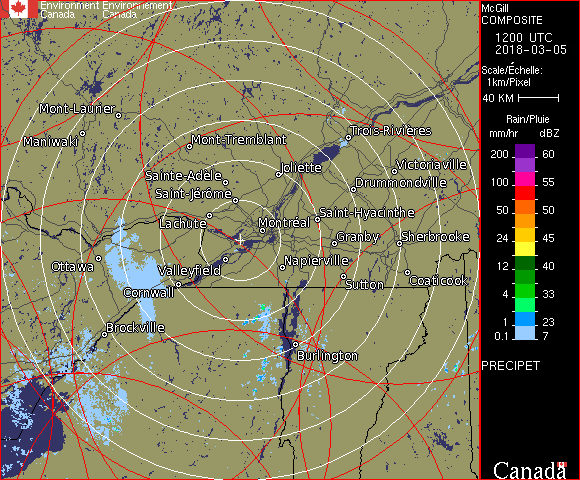 Environment Environnement
Canada Canada
McGill
COMPOSITE
1200 UTC
2018-03-05
Scale/Échelle:
1km/Pixel
40 KM
Rain/Pluie
mm/hr dBZ
200 60
100 55
50 50
24 45
12 40
4 33
1 23
0.1 7
PRECIPET
Canada
Mont-Laurier
Maniwaki
Mont-Tremblant
Trois-Rivières
Joliette
Victoriaville
Sainte-Adèle
Drummondville
Saint-Jérôme
Saint-Hyacinthe
Lachute
Montréal
Granby
Sherbrooke
Ottawa
Valleyfield
Napierville
Cornwall
Sutton
Coaticook
Brockville
Burlington